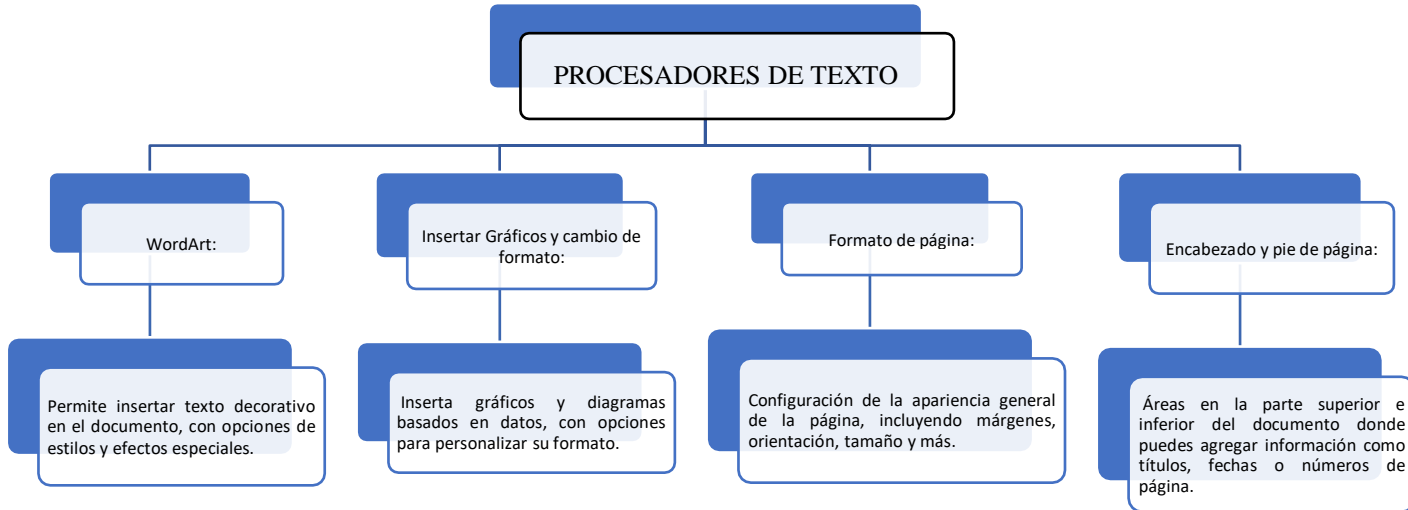 PROCESADORES DE TEXTO
WordArt:
Insertar Gráficos y cambio de
formato:
Formato de página:
Encabezado y pie de página:
Permite insertar texto decorativo
en el documento, con opciones de
estilos y efectos especiales.
Inserta gráficos y diagramas
basados en datos, con opciones
para personalizar su formato.
Configuración de la apariencia general
de la página, incluyendo márgenes,
orientación, tamaño y más.
Áreas en la parte superior e
inferior del documento donde
puedes agregar información como
títulos, fechas o números de
página.